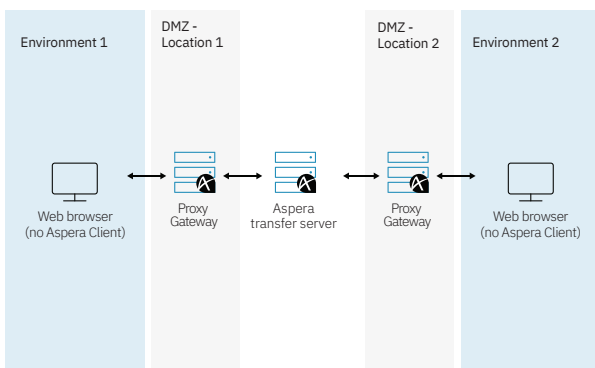 Environment 1
DMZ -
Location 1
DMZ -
Location 2
Environment 2
Web browser
(no Aspera Client)
Proxy
Gateway
Aspera
transfer server
Proxy
Gateway
Web browser
(no Aspera Client)